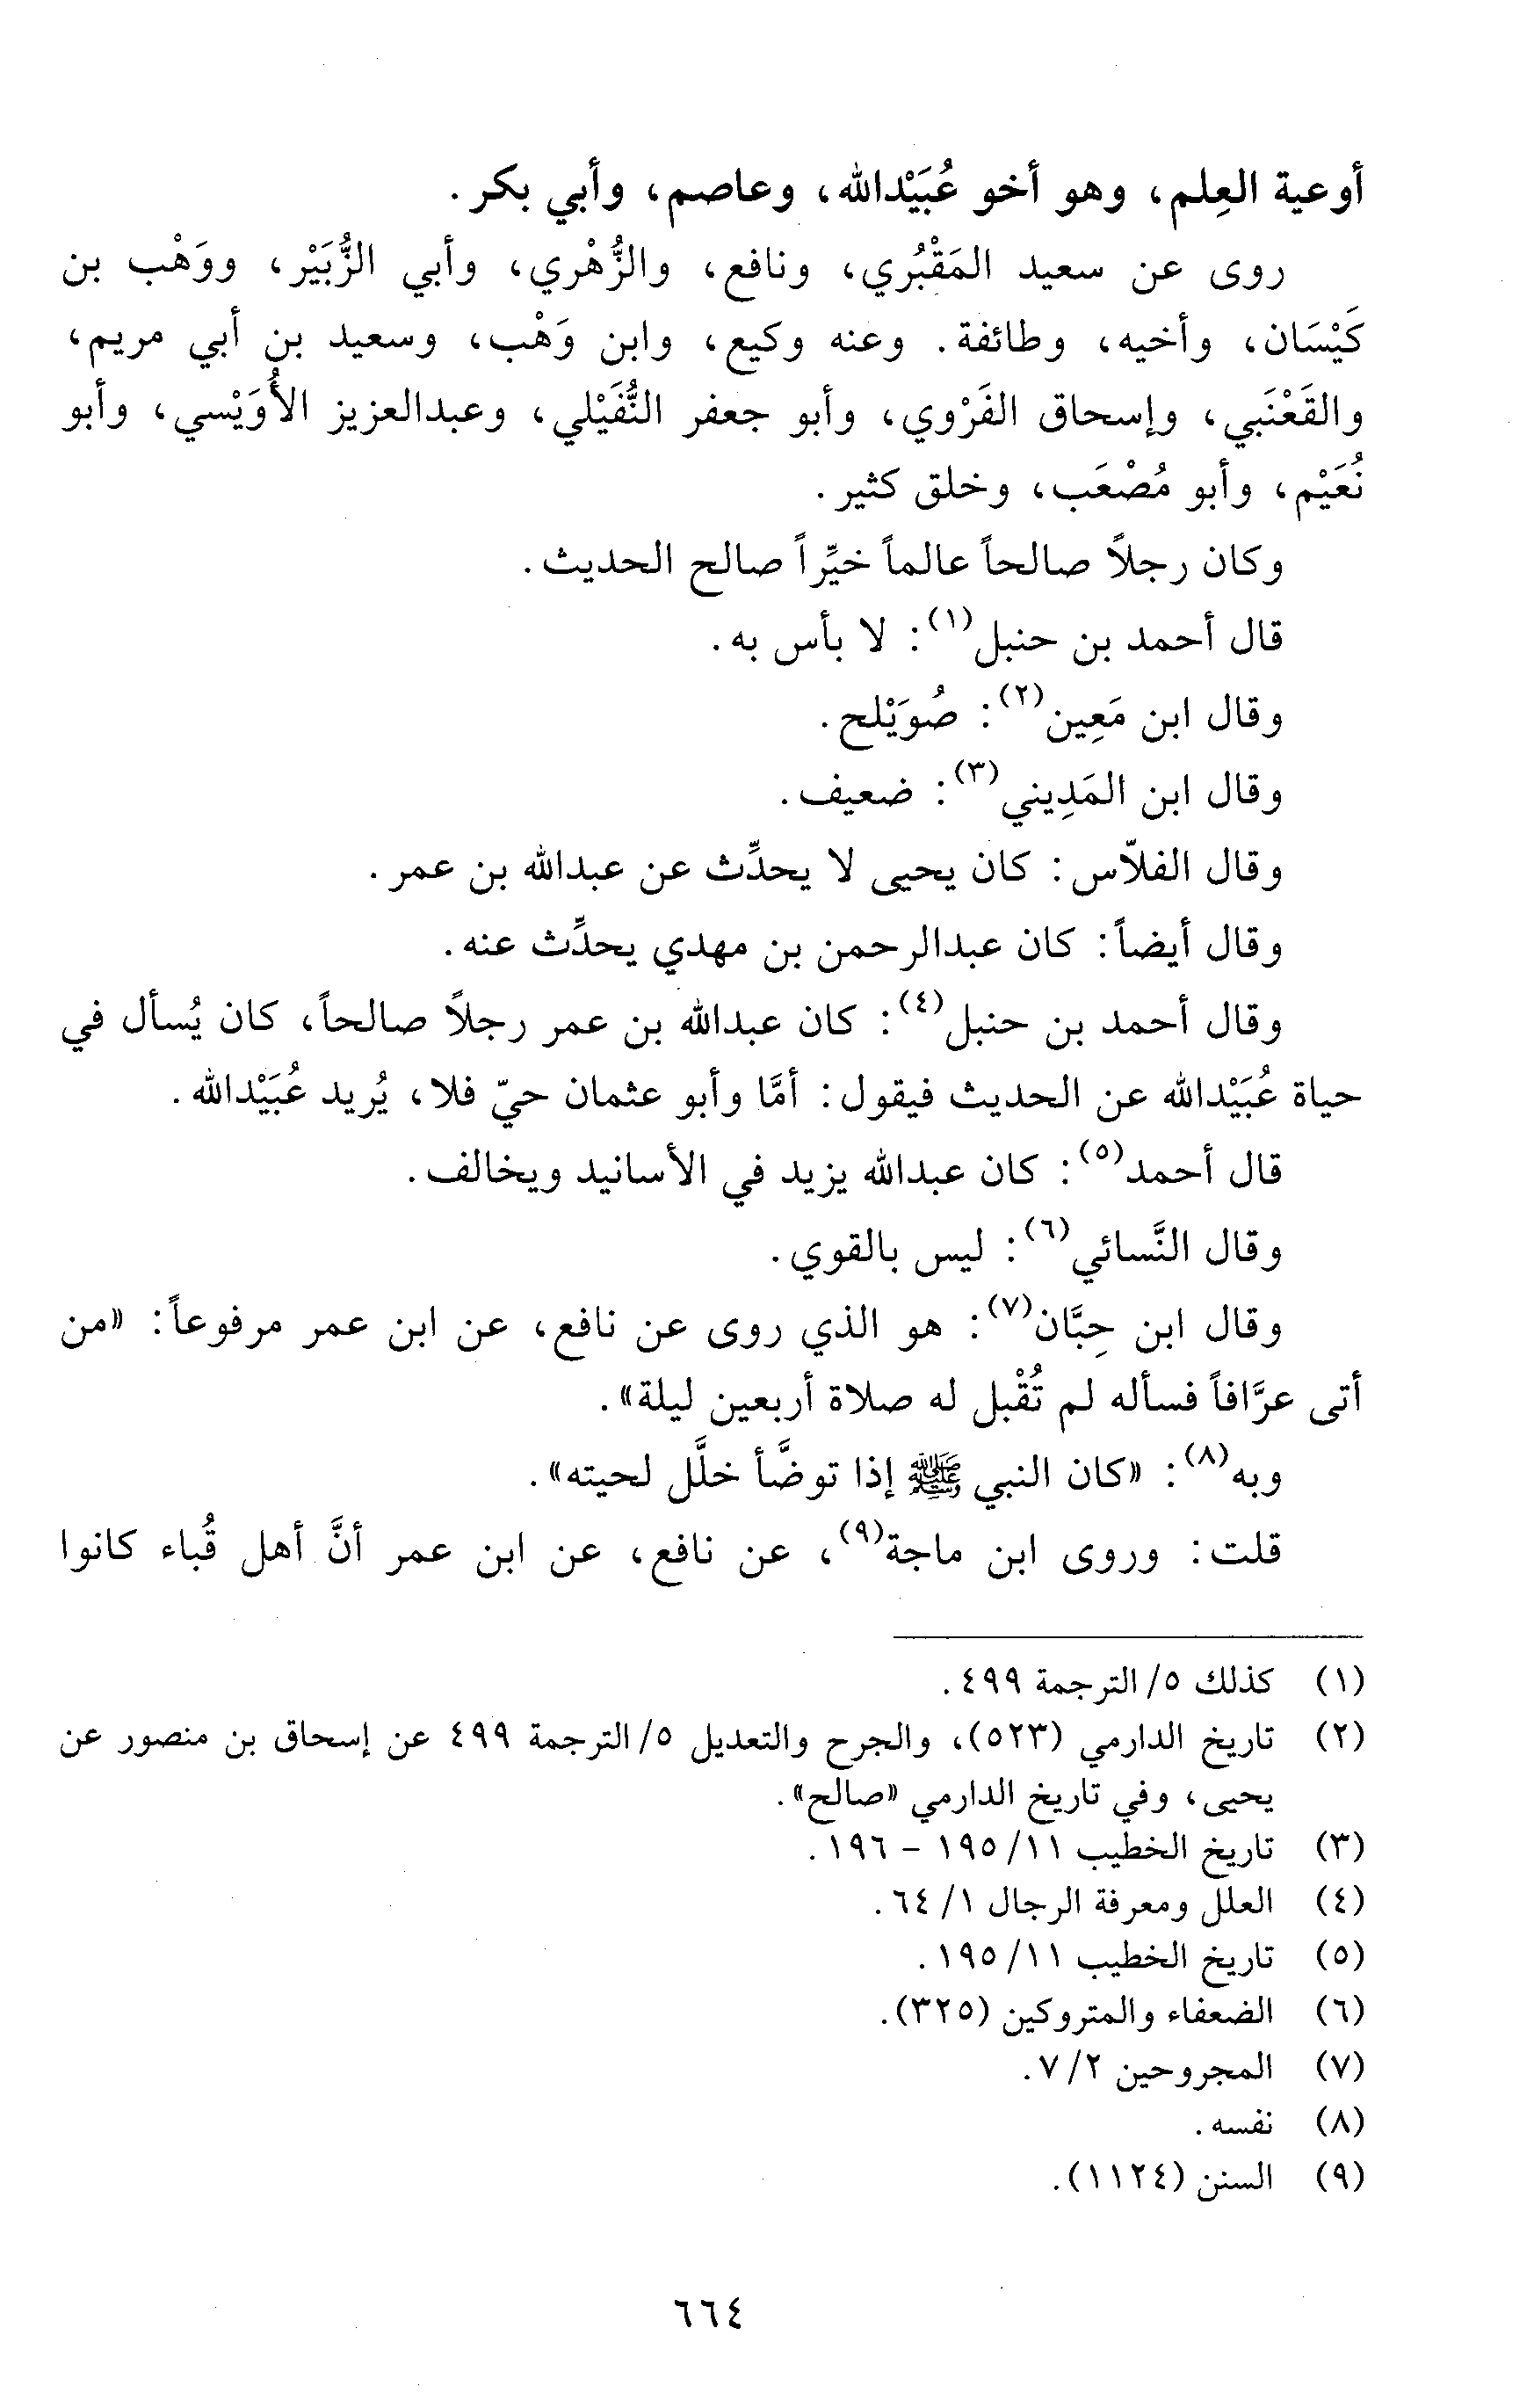 أوعية العِلم، وهو أخو عُبَيْدالله، وعاصم، وأبي بكر.
روى عن سعيد المَقْبُري، ونافع، والزُّهْري، وأبي الزُّبَيْر، ووَهْب بن
كَيْسَان، وأخيه، وطائفة. وعنه وكيع، وابن وَهْب، وسعيد بن أبي مريم،
والقَعْنَبي، وإسحاق الفَرْوي، وأبو جعفر النُّفَيْلي، وعبدالعزيز الأُوَيْسي، وأبو
نُعَيْم، وأبو مُصْعَب، وخلق كثير.
وكان رجلاً صالحاً عالماً خيِّراً صالح الحديث.
قال أحمد بن حنبل(١): لا بأس به.
وقال ابن مَعِين(٢): صُوَيْلح.
وقال ابن المَدِيني(٣): ضعيف.
وقال الفلاّس: كان يحيى لا يحدِّث عن عبدالله بن عمر.
وقال أيضاً: كان عبدالرحمن بن مهدي يحدِّث عنه.
وقال أحمد بن حنبل(٤): كان عبدالله بن عمر رجلاً صالحاً، كان يُسأل في
حياة عُبَيْدالله عن الحديث فيقول: أمَّا وأبو عثمان حيّ فلا، يُريد عُبَيْدالله.
قال أحمد(٥): كان عبدالله يزيد في الأسانيد ويخالف.
وقال النَّسائي(٦): ليس بالقوي.
وقال ابن حِبَّان(٧): هو الذي روى عن نافع، عن ابن عمر مرفوعاً: «من
أتى عرَّافاً فسأله لم تُقْبل له صلاة أربعين ليلة».
وبه(٨): «كان النبي ﷺ إذا توضَّأ خلَّل لحيته».
قلت: وروى ابن ماجة(٩)، عن نافع، عن ابن عمر أنَّ أهل قُباء كانوا
(١) كذلك ٥/ الترجمة ٤٩٩.
(٢) تاريخ الدارمي (٥٢٣)، والجرح والتعديل ٥/ الترجمة ٤٩٩ عن إسحاق بن منصور عن
يحيى، وفي تاريخ الدارمي «صالح».
(٣) تاريخ الخطيب ١١/ ١٩٥ - ١٩٦.
(٤) العلل ومعرفة الرجال ١/ ٦٤.
(٥) تاريخ الخطيب ١١/ ١٩٥.
(٦) الضعفاء والمتروكين (٣٢٥).
(٧) المجروحين ٢/ ٧.
(٨) نفسه.
(٩) السنن (١١٢٤).
٦٦٤